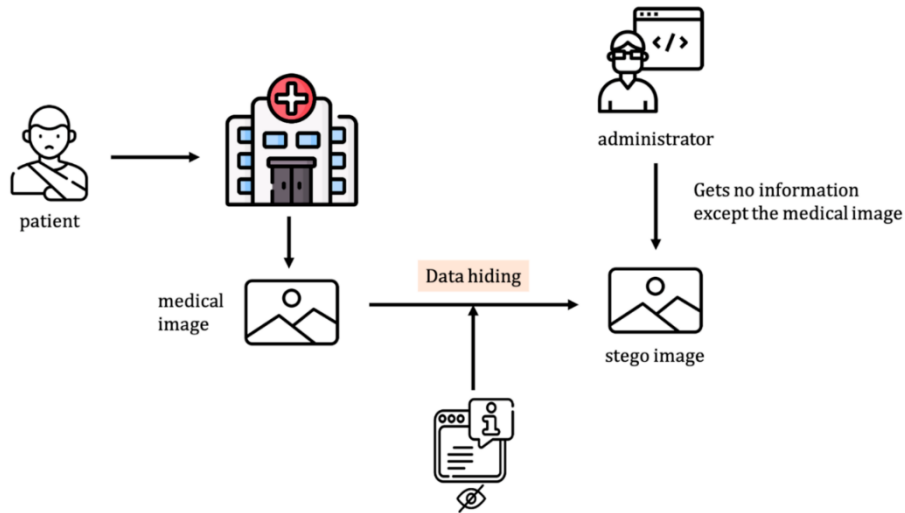 administrator
Gets no information
except the medical image
patient
Data hiding
medical
image
stego image